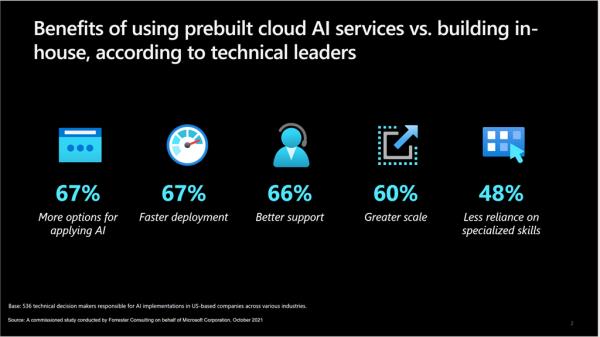 Benefits of using prebuilt cloud AI services vs. building in-
house, according to technical leaders
67%
More options for
applying AI
67%
Faster deployment
66%
Better support
60%
Greater scale
48%
Less reliance on
specialized skills
Base: 536 technical decision makers responsible for AI implementations in US-based companies across various industries.
Source: A commissioned study conducted by Forrester Consulting on behalf of Microsoft Corporation, October 2021
2